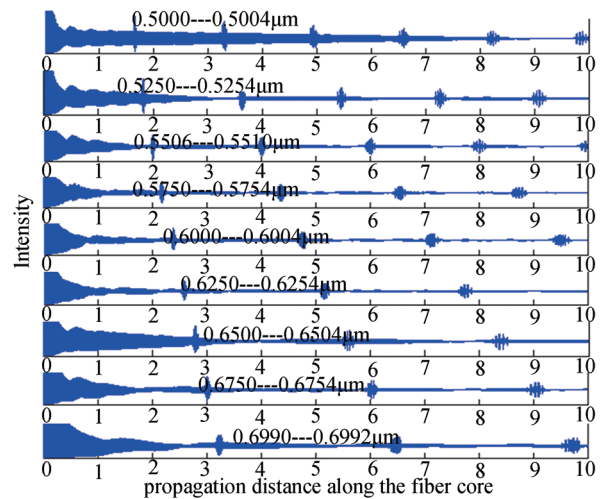 0.5000---0.5004μm
0 1 2 3 4 5 6 7 8 9 10
0.5250---0.5254μm
0 1 2 3 4 5 6 7 8 9 10
0.5506---0.5510μm
0 1 2 3 4 5 6 7 8 9 10
0.5750---0.5754μm
0 1 2 3 4 5 6 7 8 9 10
0.6000---0.6004μm
0 1 2 3 4 5 6 7 8 9 10
0.6250---0.6254μm
0 1 2 3 4 5 6 7 8 9 10
0.6500---0.6504μm
0 1 2 3 4 5 6 7 8 9 10
0.6750---0.6754μm
0 1 2 3 4 5 6 7 8 9 10
0.6990---0.6992μm
0 1 2 3 4 5 6 7 8 9 10
propagation distance along the fiber core
Intensity